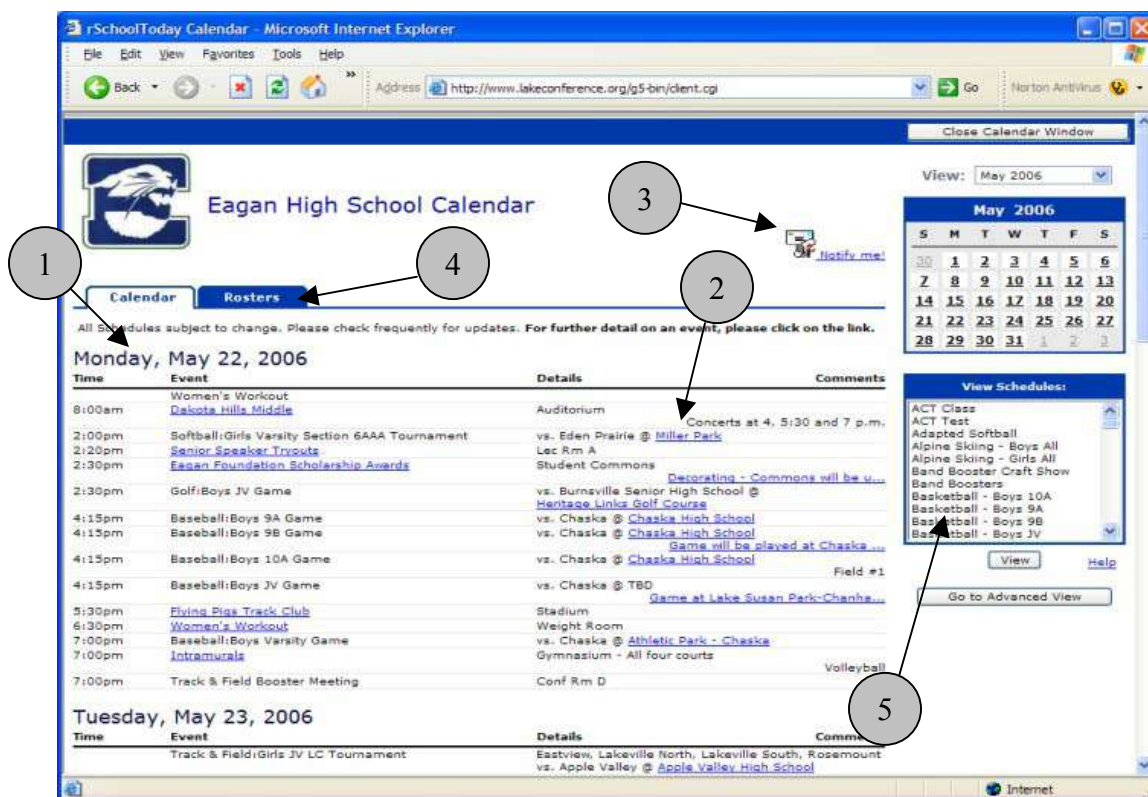 rSchoolToday Calendar - Microsoft Internet Explorer
File Edit View Favorites Tools Help
Back » Address http://www.lakeconference.org/g5-bin/client.cgi Go Norton AntiVirus
Close Calendar Window
Eagan High School Calendar
3
Notify me!
View: May 2006
May 2006
S M T W T F S
30 1 2 3 4 5 6
7 8 9 10 11 12 13
14 15 16 17 18 19 20
21 22 23 24 25 26 27
28 29 30 31 1 2 3
1
4
2
Calendar Rosters
All Schedules subject to change. Please check frequently for updates. For further detail on an event, please click on the link.
Monday, May 22, 2006
Time Event Details Comments
Women's Workout
8:00am Dakota Hills Middle Auditorium
Concerts at 4, 5:30 and 7 p.m.
2:00pm Softball:Girls Varsity Section 6AAA Tournament vs. Eden Prairie @ Miller Park
2:20pm Senior Speaker Tryouts Lec Rm A
2:30pm Eagan Foundation Scholarship Awards Student Commons
Decorating - Commons will be u...
2:30pm Golf:Boys JV Game vs. Burnsville Senior High School @
Heritage Links Golf Course
4:15pm Baseball:Boys 9A Game vs. Chaska @ Chaska High School
4:15pm Baseball:Boys 9B Game vs. Chaska @ Chaska High School
Game will be played at Chaska ...
4:15pm Baseball:Boys 10A Game vs. Chaska @ Chaska High School
Field #1
4:15pm Baseball:Boys JV Game vs. Chaska @ TBD
Game at Lake Susan Park-Chanha...
5:30pm Flying Pigs Track Club Stadium
6:30pm Women's Workout Weight Room
7:00pm Baseball:Boys Varsity Game vs. Chaska @ Athletic Park - Chaska
7:00pm Intramurals Gymnasium - All four courts
Volleyball
7:00pm Track & Field Booster Meeting Conf Rm D
Tuesday, May 23, 2006
Time Event Details Comme
Track & Field:Girls JV LC Tournament Eastview, Lakeville North, Lakeville South, Rosemount
vs. Apple Valley @ Apple Valley High School
View Schedules:
ACT Class
ACT Test
Adapted Softball
Alpine Skiing - Boys All
Alpine Skiing - Girls All
Band Booster Craft Show
Band Boosters
Basketball - Boys 10A
Basketball - Boys 9A
Basketball - Boys 9B
Basketball - Boys JV
View Help
Go to Advanced View
5
Internet